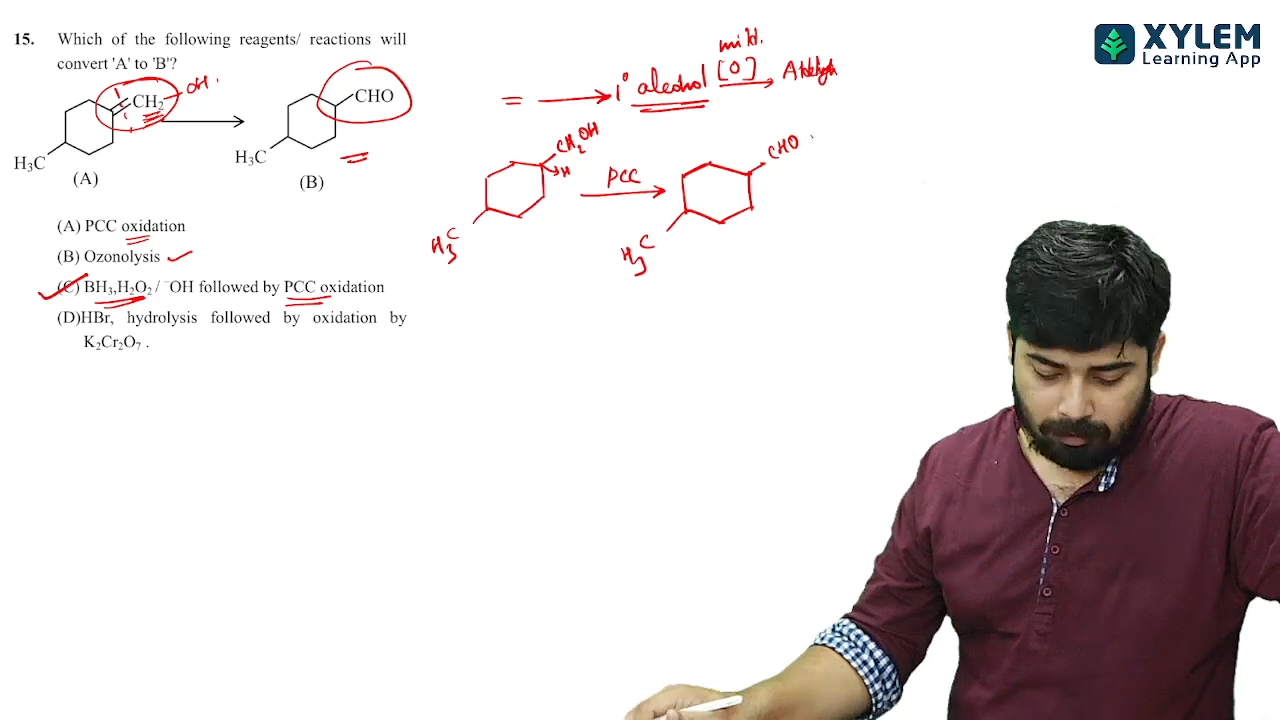 XYLEM
Learning App
15. Which of the following reagents/ reactions will
convert 'A' to 'B'?
CH₂
OH
H₃C
(A)
CHO
H₃C
(B)
(A) PCC oxidation
(B) Ozonolysis
(C) BH₃,H₂O₂ / ⁻OH followed by PCC oxidation
(D)HBr, hydrolysis followed by oxidation by
K₂Cr₂O₇ .
= → 1° alcohol mild. [O] → Aldehyde
CH₂OH
H
H₃C
PCC
CHO
H₃C